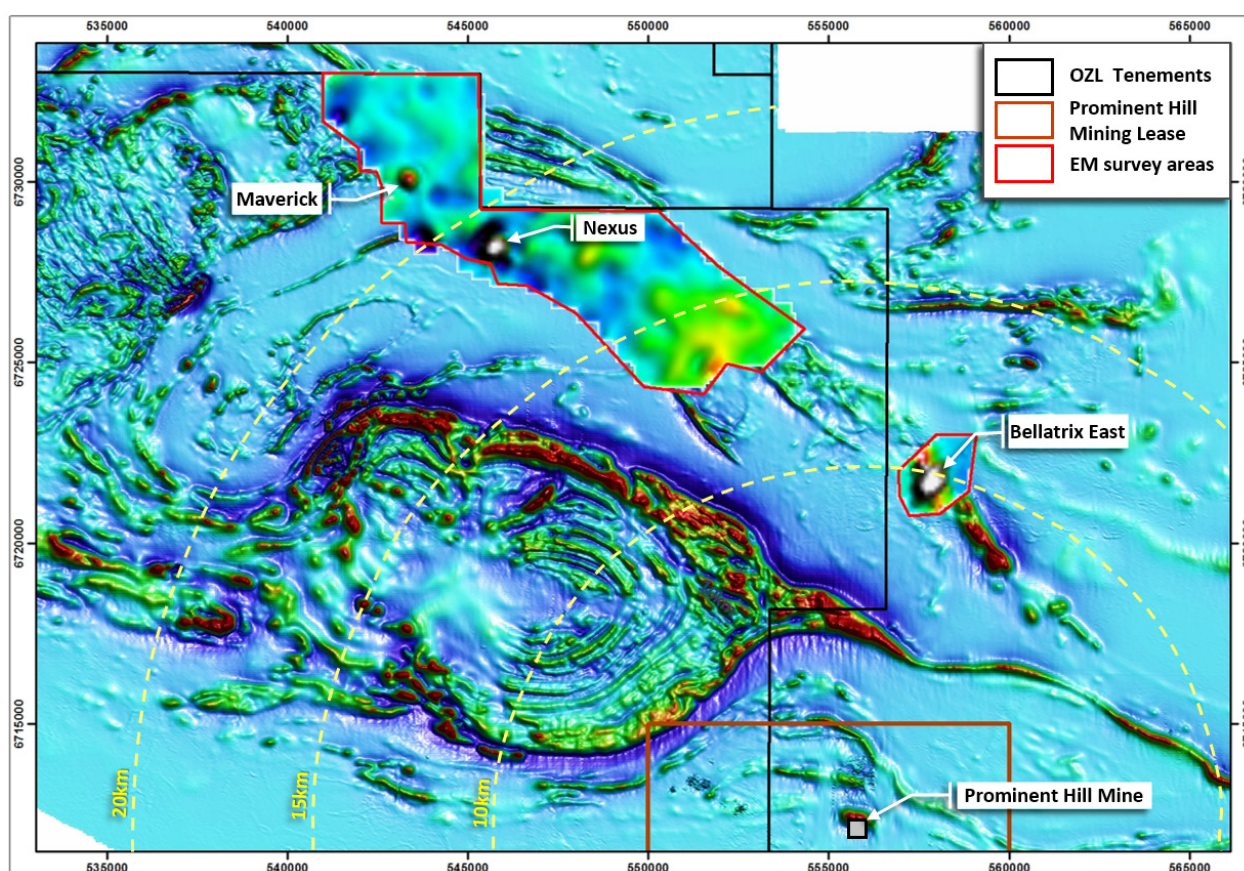 535000
540000
545000
550000
555000
560000
565000
OZL Tenements
Prominent Hill
Mining Lease
EM survey areas
6730000
Maverick
Nexus
6725000
Bellatrix East
6720000
6715000
20km
15km
10km
Prominent Hill Mine
535000
540000
545000
550000
555000
560000
565000